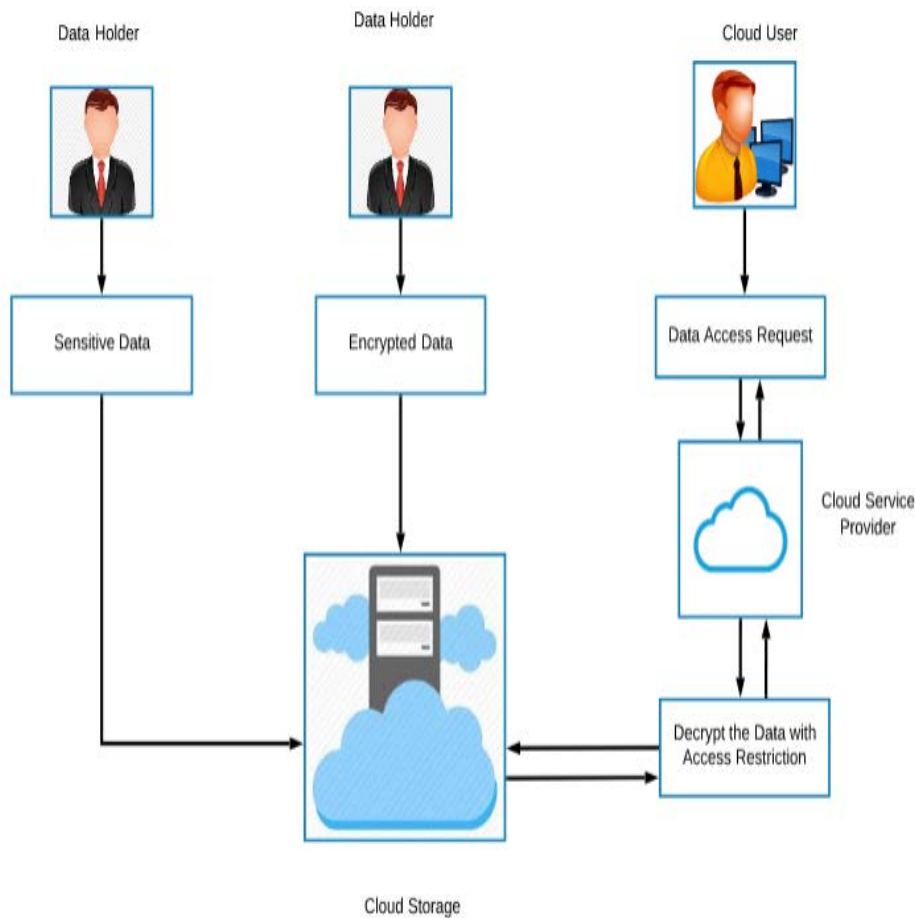 Data Holder
Data Holder
Cloud User
Sensitive Data
Encrypted Data
Data Access Request
Cloud Service
Provider
Decrypt the Data with
Access Restriction
Cloud Storage